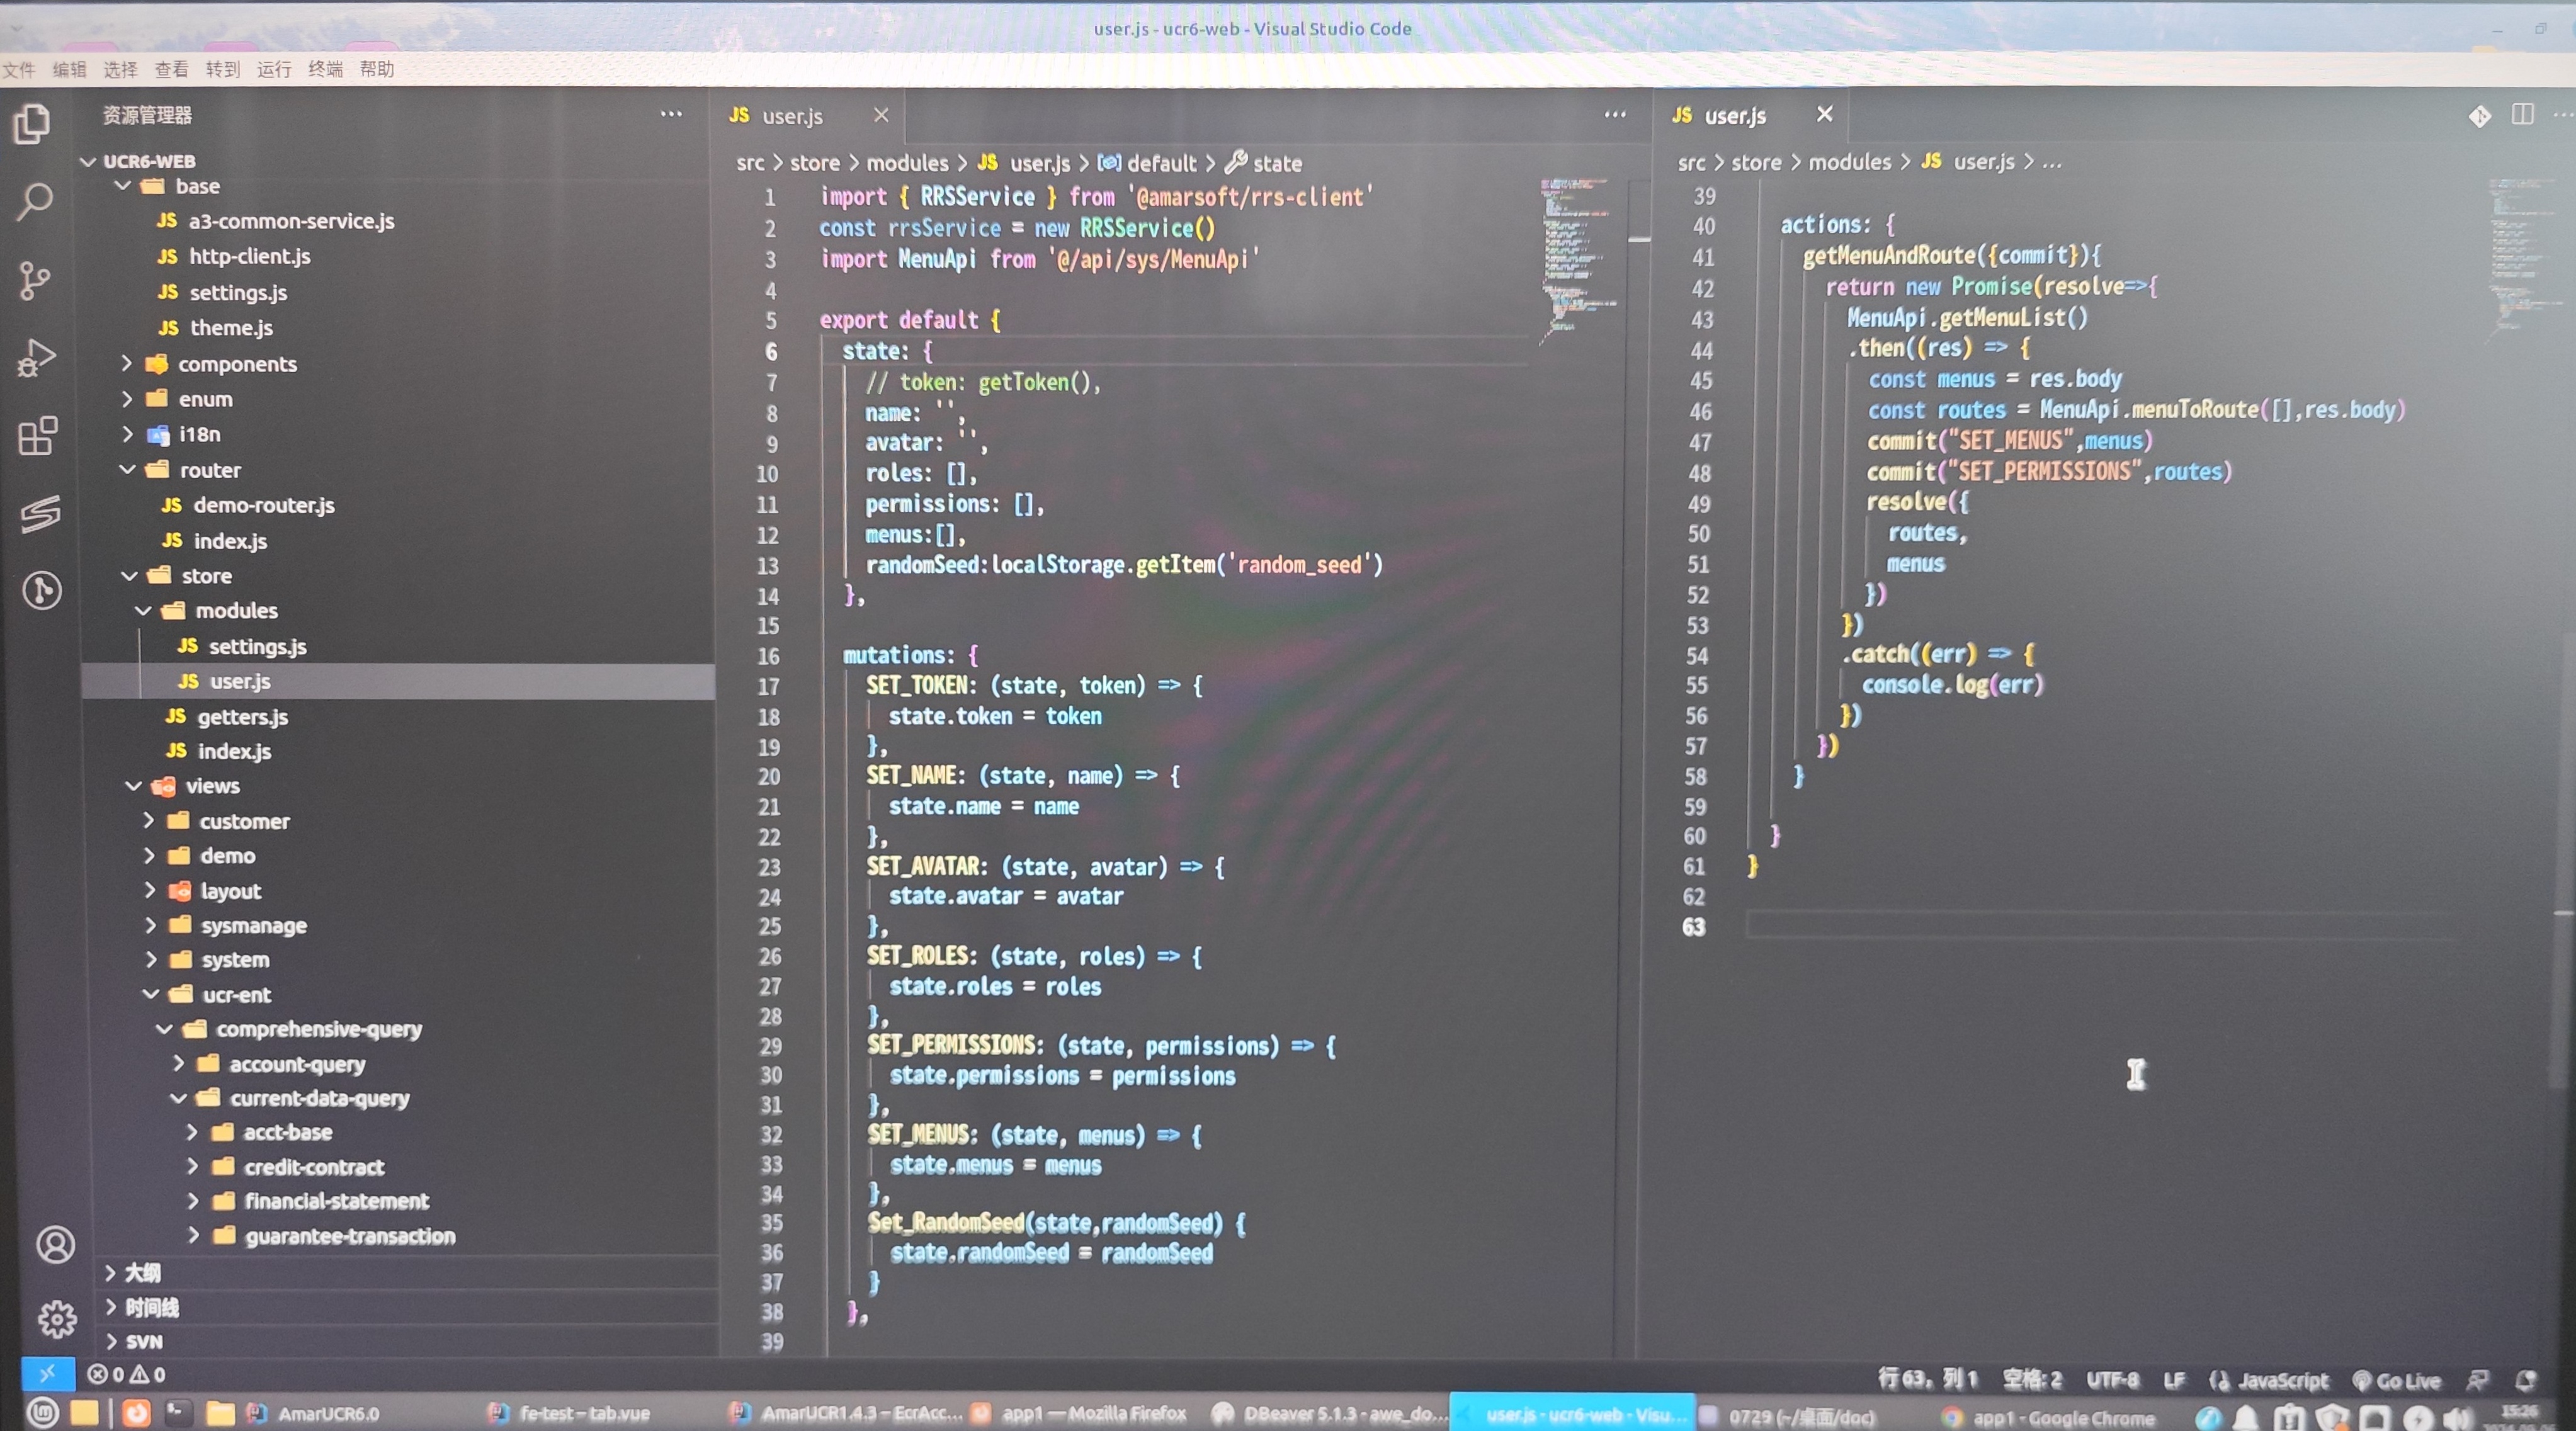 user.js - ucr6-web - Visual Studio Code
文件 编辑 选择 查看 转到 运行 终端 帮助
资源管理器
UCR6-WEB
base
a3-common-service.js
http-client.js
settings.js
theme.js
components
enum
i18n
router
demo-router.js
index.js
store
modules
settings.js
user.js
getters.js
index.js
views
customer
demo
layout
sysmanage
system
ucr-ent
comprehensive-query
account-query
current-data-query
acct-base
credit-contract
financial-statement
guarantee-transaction
大纲
时间线
SVN
JS user.js
src > store > modules > JS user.js > default > state
1 import { RRSService } from '@amarsoft/rrs-client'
2 const rrsService = new RRSService()
3 import MenuApi from '@/api/sys/MenuApi'
4
5 export default {
6 state: {
7 // token: getToken(),
8 name: '',
9 avatar: '',
10 roles: [],
11 permissions: [],
12 menus:[],
13 randomSeed:localStorage.getItem('random_seed')
14 },
15
16 mutations: {
17 SET_TOKEN: (state, token) => {
18 state.token = token
19 },
20 SET_NAME: (state, name) => {
21 state.name = name
22 },
23 SET_AVATAR: (state, avatar) => {
24 state.avatar = avatar
25 },
26 SET_ROLES: (state, roles) => {
27 state.roles = roles
28 },
29 SET_PERMISSIONS: (state, permissions) => {
30 state.permissions = permissions
31 },
32 SET_MENUS: (state, menus) => {
33 state.menus = menus
34 },
35 Set_RandomSeed(state,randomSeed) {
36 state.randomSeed = randomSeed
37 }
38 },
39
JS user.js
src > store > modules > JS user.js > ...
39
40 actions: {
41 getMenuAndRoute({commit}){
42 return new Promise(resolve=>{
43 MenuApi.getMenuList()
44 .then((res) => {
45 const menus = res.body
46 const routes = MenuApi.menuToRoute([],res.body)
47 commit("SET_MENUS",menus)
48 commit("SET_PERMISSIONS",routes)
49 resolve({
50 routes,
51 menus
52 })
53 })
54 .catch((err) => {
55 console.log(err)
56 })
57 })
58 }
59
60 }
61 }
62
63
0 0 行 63, 列 1 空格: 2 UTF-8 LF JavaScript Go Live
AmarUCR6.0 fe-test – tab.vue AmarUCR1.4.3 – EcrAcc... app1 — Mozilla Firefox DBeaver 5.1.3 - awe_do... user.js - ucr6-web - Visu... 0729 (~/桌面/doc) app1 - Google Chrome 15:26